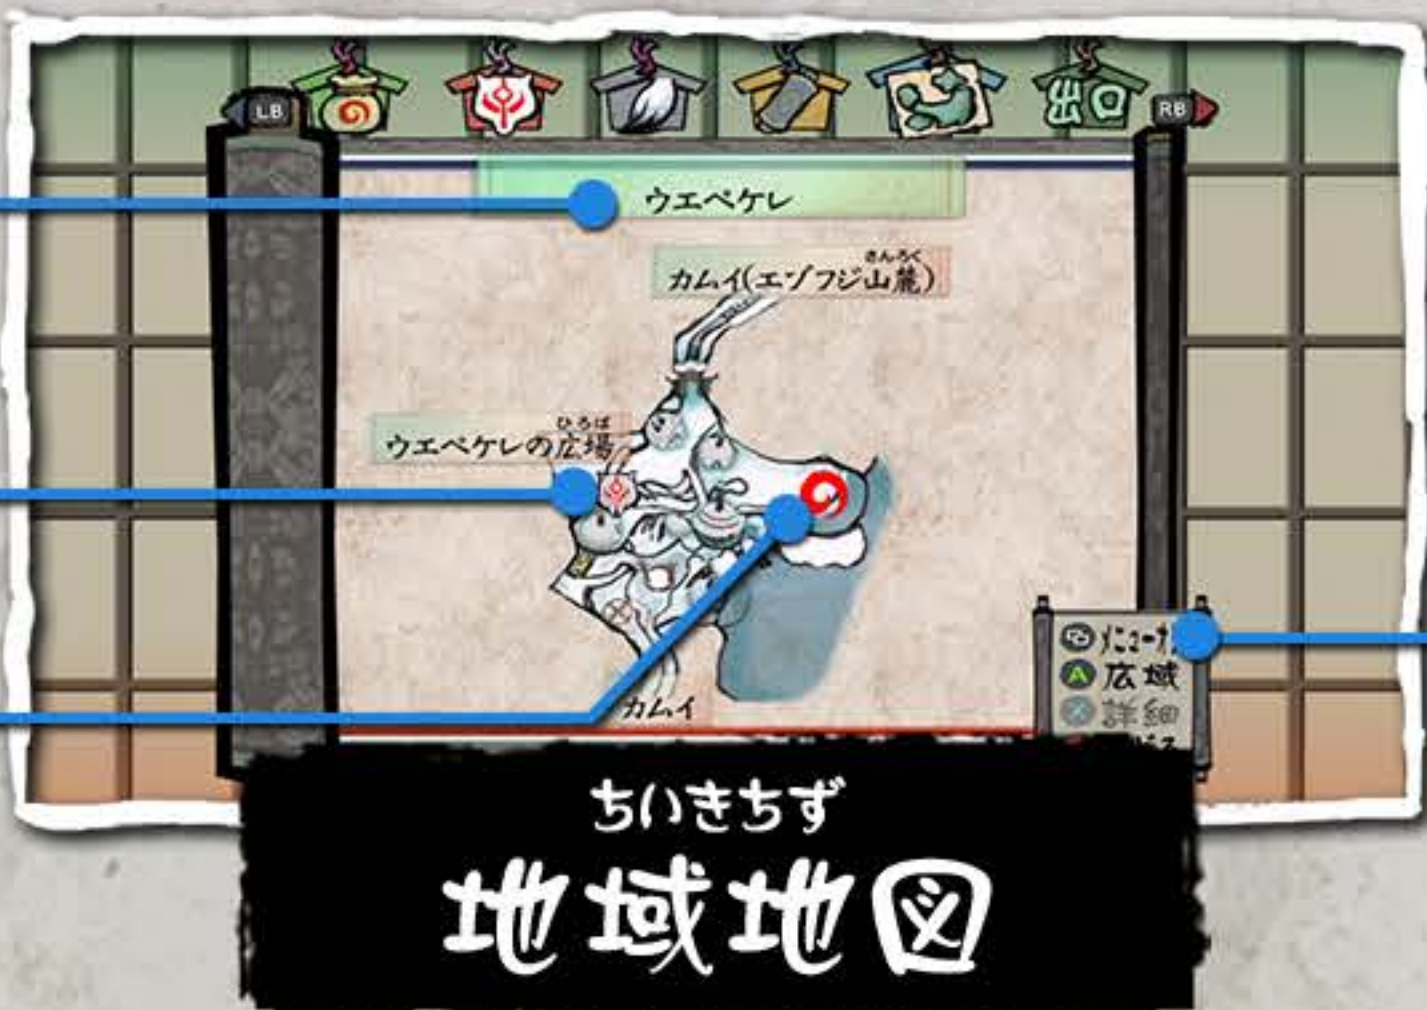 LB
出口
RB
ウエペケレ
さんろく
カムイ(エゾフジ山麓)
ひろば
ウエペケレの広場
メニュー
A 広域
X 詳細
カムイ
ちいきちず
地域地図